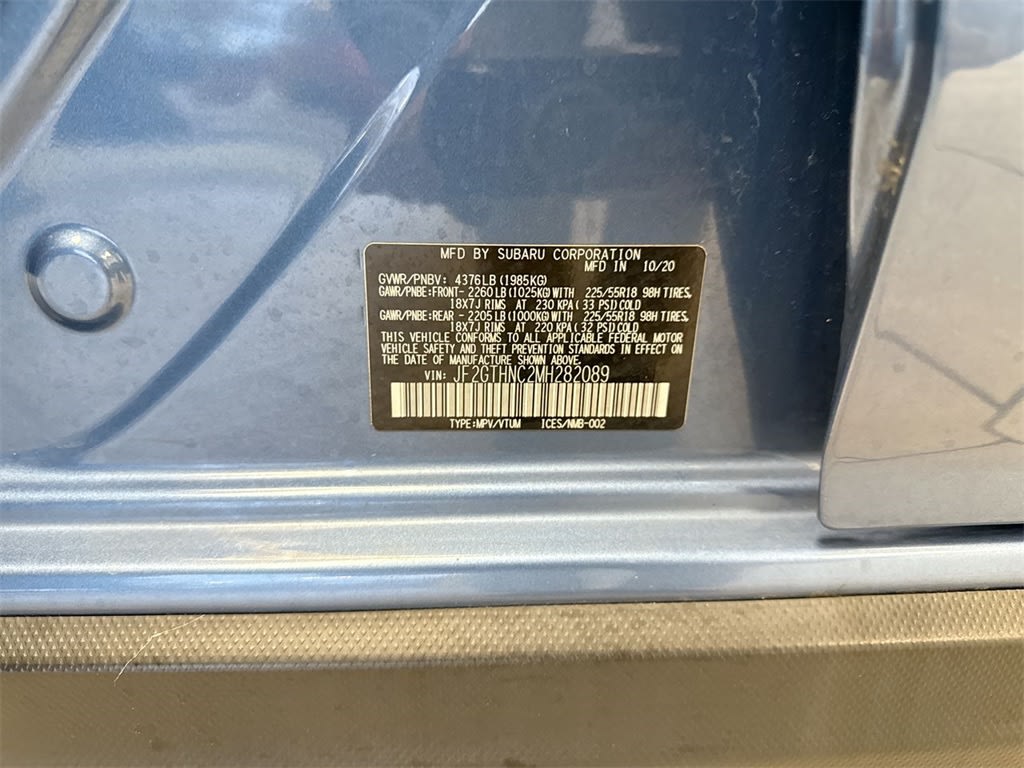 MFD BY SUBARU CORPORATION
MFD IN 10/20
GVWR/PNBV: 4376LB(1985KG)
GAWR/PNBE:FRONT- 2260LB(1025KG)WITH 225/55R18 98H TIRES,
18X7J RIMS AT 230 KPA(33 PSI)COLD
GAWR/PNBE:REAR - 2205LB(1000KG)WITH 225/55R18 98H TIRES,
18X7J RIMS AT 220 KPA(32 PSI)COLD
THIS VEHICLE CONFORMS TO ALL APPLICABLE FEDERAL MOTOR
VEHICLE SAFETY AND THEFT PREVENTION STANDARDS IN EFFECT ON
THE DATE OF MANUFACTURE SHOWN ABOVE.
VIN: JF2GTHNC2MH282089
TYPE:MPV/VTUM ICES/NMB-002